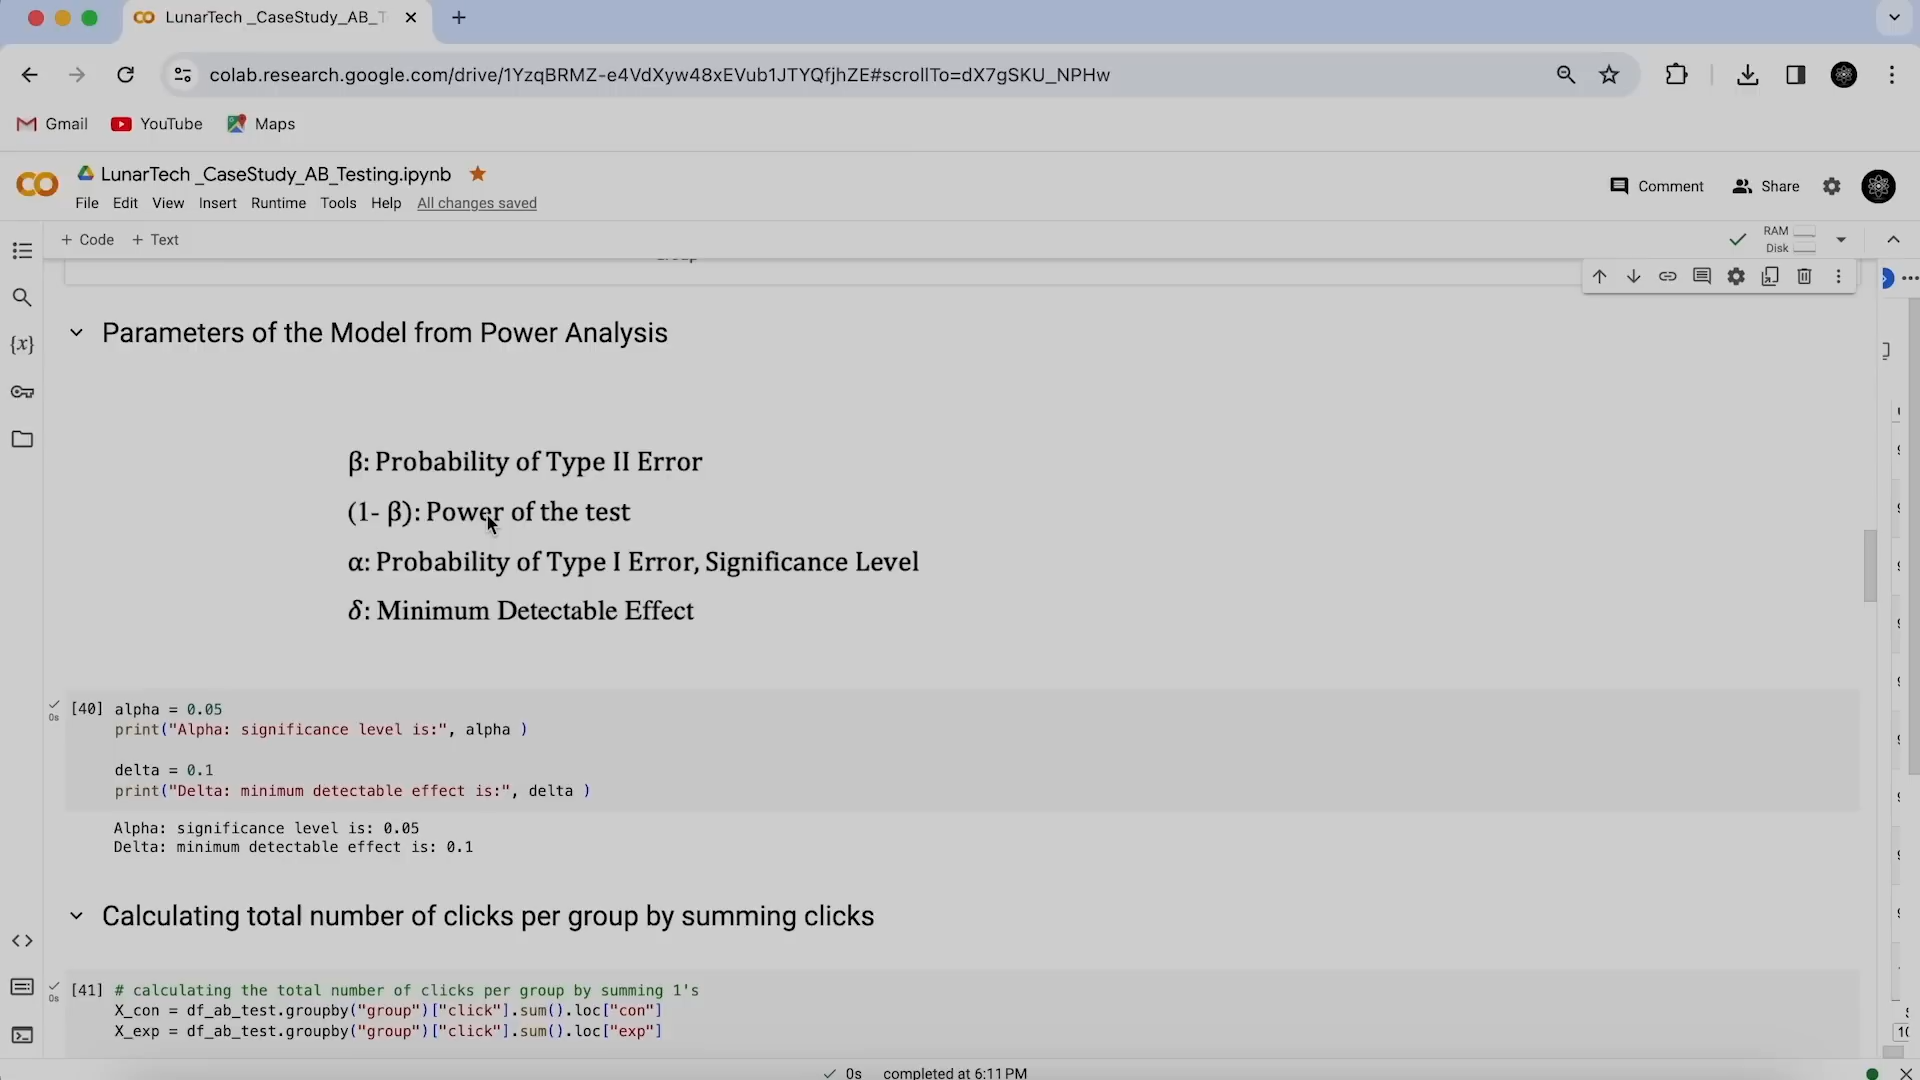 LunarTech _CaseStudy_AB_T
colab.research.google.com/drive/1YzqBRMZ-e4VdXyw48xEVub1JTYQfjhZE#scrollTo=dX7gSKU_NPHw
Gmail YouTube Maps
LunarTech _CaseStudy_AB_Testing.ipynb
Comment Share
File Edit View Insert Runtime Tools Help All changes saved
+ Code + Text
RAM
Disk
Parameters of the Model from Power Analysis
β: Probability of Type II Error
(1- β): Power of the test
α: Probability of Type I Error, Significance Level
δ: Minimum Detectable Effect
[40] alpha = 0.05
0s
print("Alpha: significance level is:", alpha )
delta = 0.1
print("Delta: minimum detectable effect is:", delta )
Alpha: significance level is: 0.05
Delta: minimum detectable effect is: 0.1
Calculating total number of clicks per group by summing clicks
[41] # calculating the total number of clicks per group by summing 1's
0s
X_con = df_ab_test.groupby("group")["click"].sum().loc["con"]
X_exp = df_ab_test.groupby("group")["click"].sum().loc["exp"]
0s completed at 6:11 PM